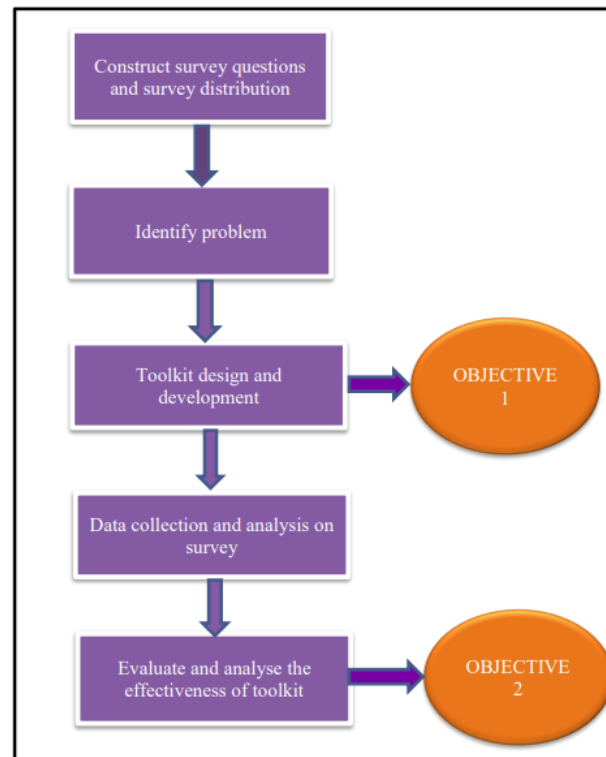 Construct survey questions
and survey distribution
Identify problem
Toolkit design and
development
OBJECTIVE
1
Data collection and analysis on
survey
Evaluate and analyse the
effectiveness of toolkit
OBJECTIVE
2